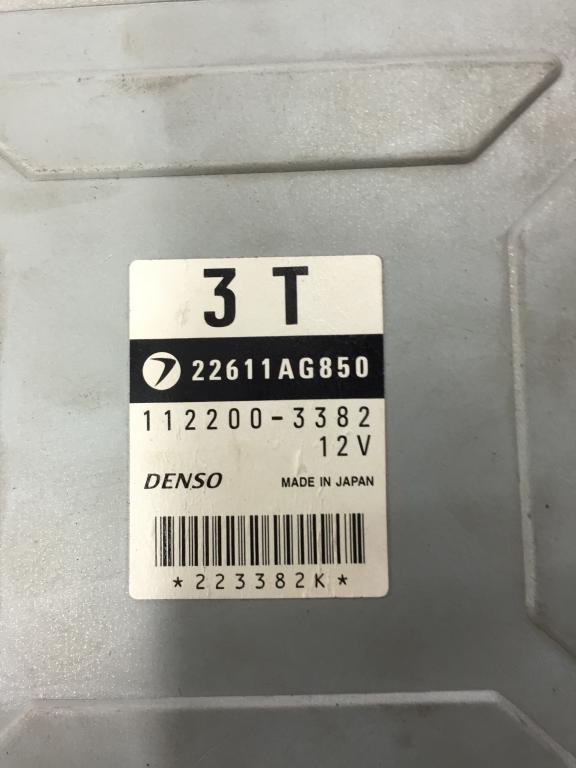 3 T
22611AG850
112200-3382
12V
DENSO MADE IN JAPAN
*223382K*